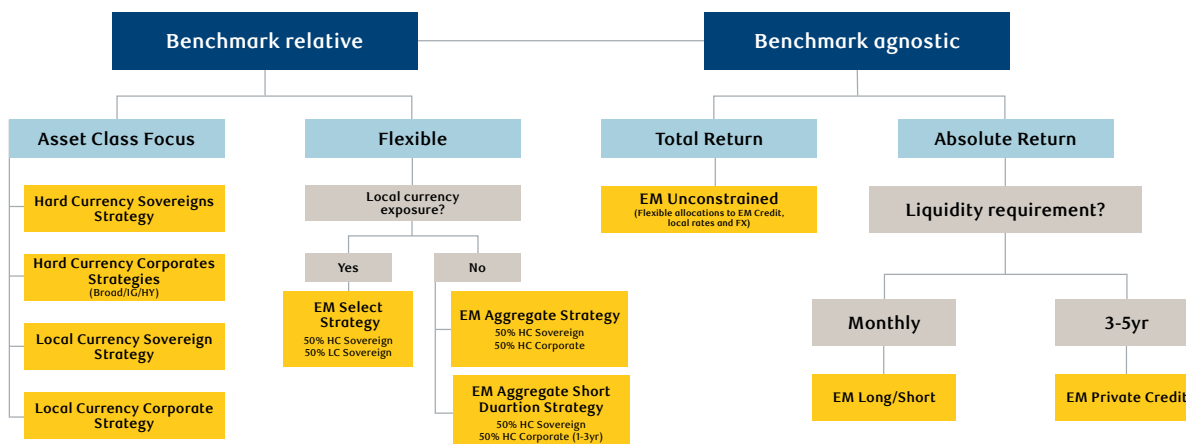 Benchmark relative
Benchmark agnostic
Asset Class Focus
Flexible
Total Return
Absolute Return
Hard Currency Sovereigns
Strategy
Hard Currency Corporates
Strategies
(Broad/IG/HY)
Local Currency Sovereign
Strategy
Local Currency Corporate
Strategy
Local currency
exposure?
Yes
No
EM Select
Strategy
50% HC Sovereign
50% LC Sovereign
EM Aggregate Strategy
50% HC Sovereign
50% HC Corporate
EM Aggregate Short
Duartion Strategy
50% HC Sovereign
50% HC Corporate (1-3yr)
EM Unconstrained
(Flexible allocations to EM Credit,
local rates and FX)
Liquidity requirement?
Monthly
3-5yr
EM Long/Short
EM Private Credit